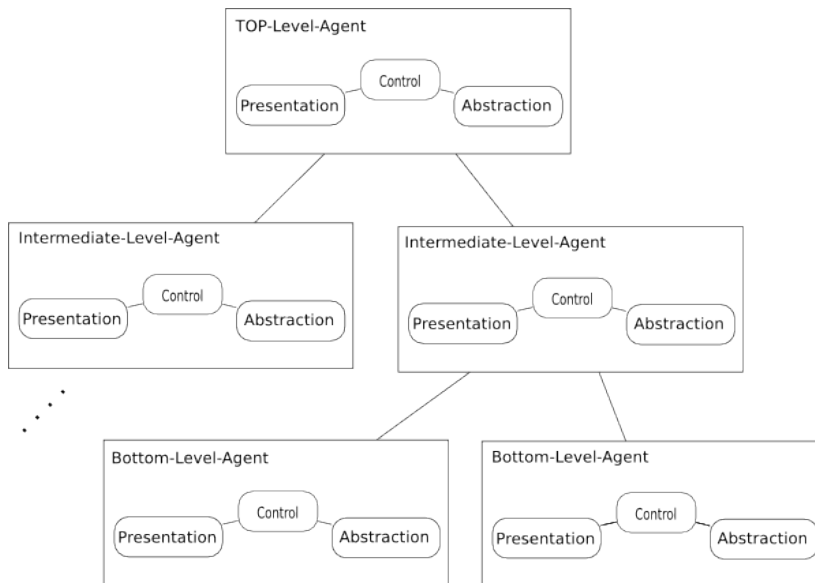 TOP-Level-Agent
Control
Presentation
Abstraction
Intermediate-Level-Agent
Control
Presentation
Abstraction
Intermediate-Level-Agent
Control
Presentation
Abstraction
Bottom-Level-Agent
Control
Presentation
Abstraction
Bottom-Level-Agent
Control
Presentation
Abstraction